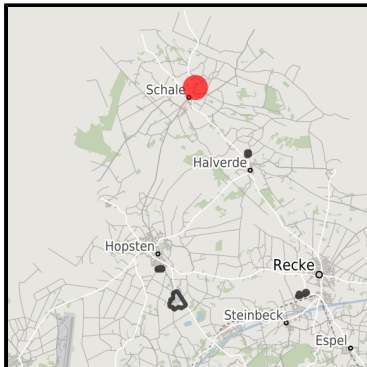 Schale
Halverde
Hopsten
Recke
Steinbeck
Espel